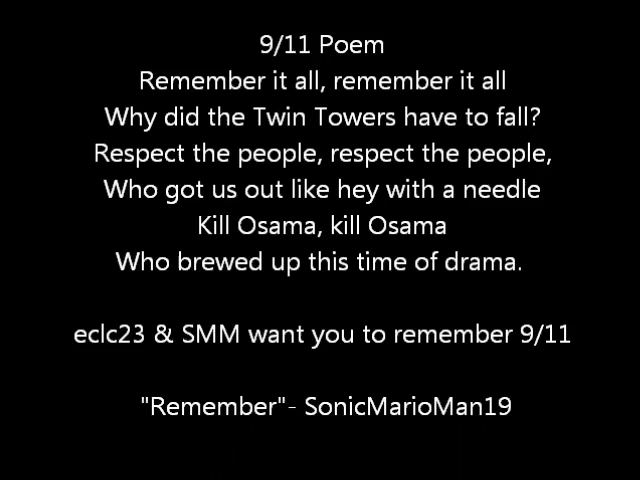 9/11 Poem
Remember it all, remember it all
Why did the Twin Towers have to fall?
Respect the people, respect the people,
Who got us out like hey with a needle
Kill Osama, kill Osama
Who brewed up this time of drama.
eclc23 & SMM want you to remember 9/11
"Remember"- SonicMarioMan19